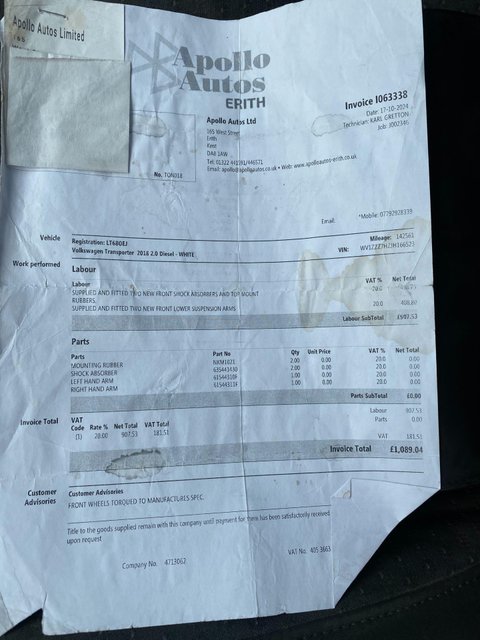 Apollo Autos Limited
Apollo
Autos
ERITH
Invoice I063338
Date: 17-10-2024
Technician: KARL GRETTON
Job: J002346
Apollo Autos Ltd
165 West Street
Erith
Kent
DA8 1AW
Tel: 01322 441191/446571
Email: apollo@apolloautos.co.uk • Web: www.apolloautos-erith.co.uk
No. TON018
Email: *Mobile: 07792928339
Vehicle Registration: LT68OEJ Mileage: 142561
Volkswagen Transporter 2018 2.0 Diesel - WHITE VIN: WV1ZZZ7HZJH166523
Work performed
Labour
Labour VAT % Net Total
SUPPLIED AND FITTED TWO NEW FRONT SHOCK ABSORBERS AND TOP MOUNT 20.0
RUBBERS.
SUPPLIED AND FITTED TWO NEW FRONT LOWER SUSPENSION ARMS 20.0 408.80
Labour SubTotal £907.53
Parts
Parts Part No Qty Unit Price VAT % Net Total
MOUNTING RUBBER 2.00 0.00 20.0 0.00
SHOCK ABSORBER 2.00 0.00 20.0 0.00
LEFT HAND ARM 1.00 0.00 20.0 0.00
RIGHT HAND ARM 1.00 0.00 20.0 0.00
Parts SubTotal £0.00
Invoice Total VAT Code Rate % Net Total VAT Total
(1) 20.00 907.53 181.51
Labour 907.53
Parts 0.00
VAT 181.51
Invoice Total £1,089.04
Customer Advisories
Customer Advisories
FRONT WHEELS TORQUED TO MANUFACTURES SPEC.
Title to the goods supplied remain with this company until payment for them has been satisfactorily received
upon request
Company No. 4713062 VAT No. 405 3663